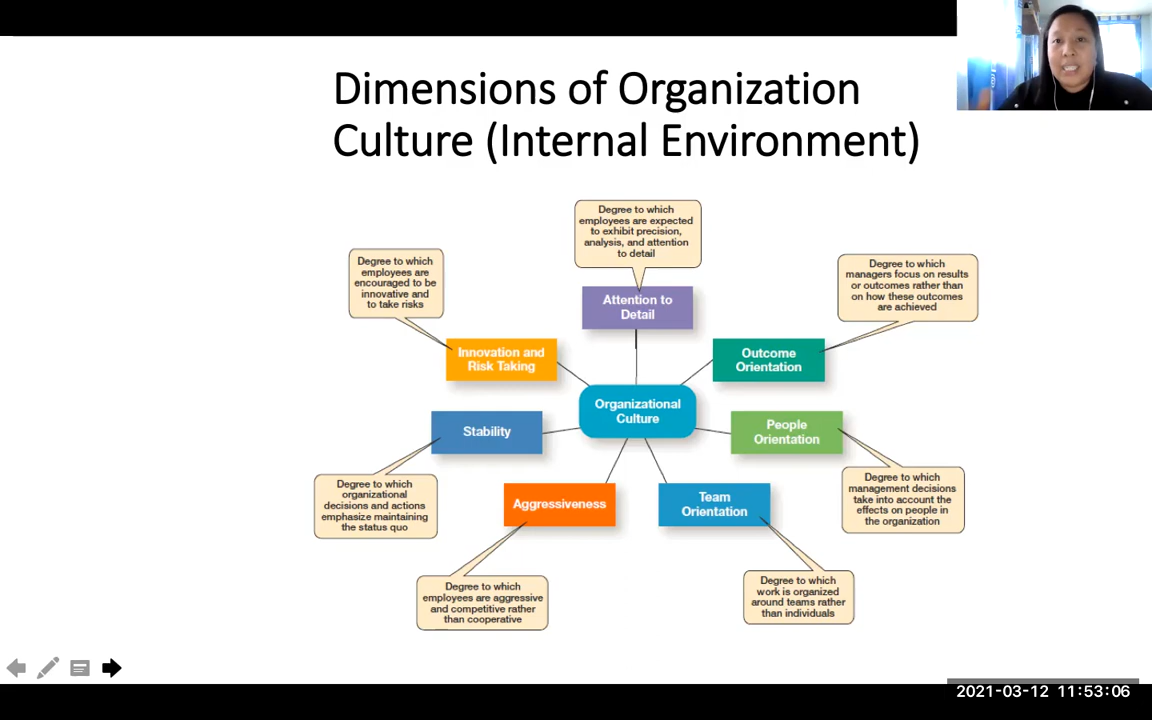 Dimensions of Organization
Culture (Internal Environment)
Degree to which
employees are expected
to exhibit precision,
analysis, and attention
to detail
Attention to
Detail
Degree to which
managers focus on results
or outcomes rather than
on how these outcomes
are achieved
Outcome
Orientation
Degree to which
employees are
encouraged to be
innovative and
to take risks
Innovation and
Risk Taking
Organizational
Culture
People
Orientation
Degree to which
management decisions
take into account the
effects on people in
the organization
Stability
Degree to which
organizational
decisions and actions
emphasize maintaining
the status quo
Aggressiveness
Degree to which
employees are aggressive
and competitive rather
than cooperative
Team
Orientation
Degree to which
work is organized
around teams rather
than individuals
2021-03-12 11:53:06